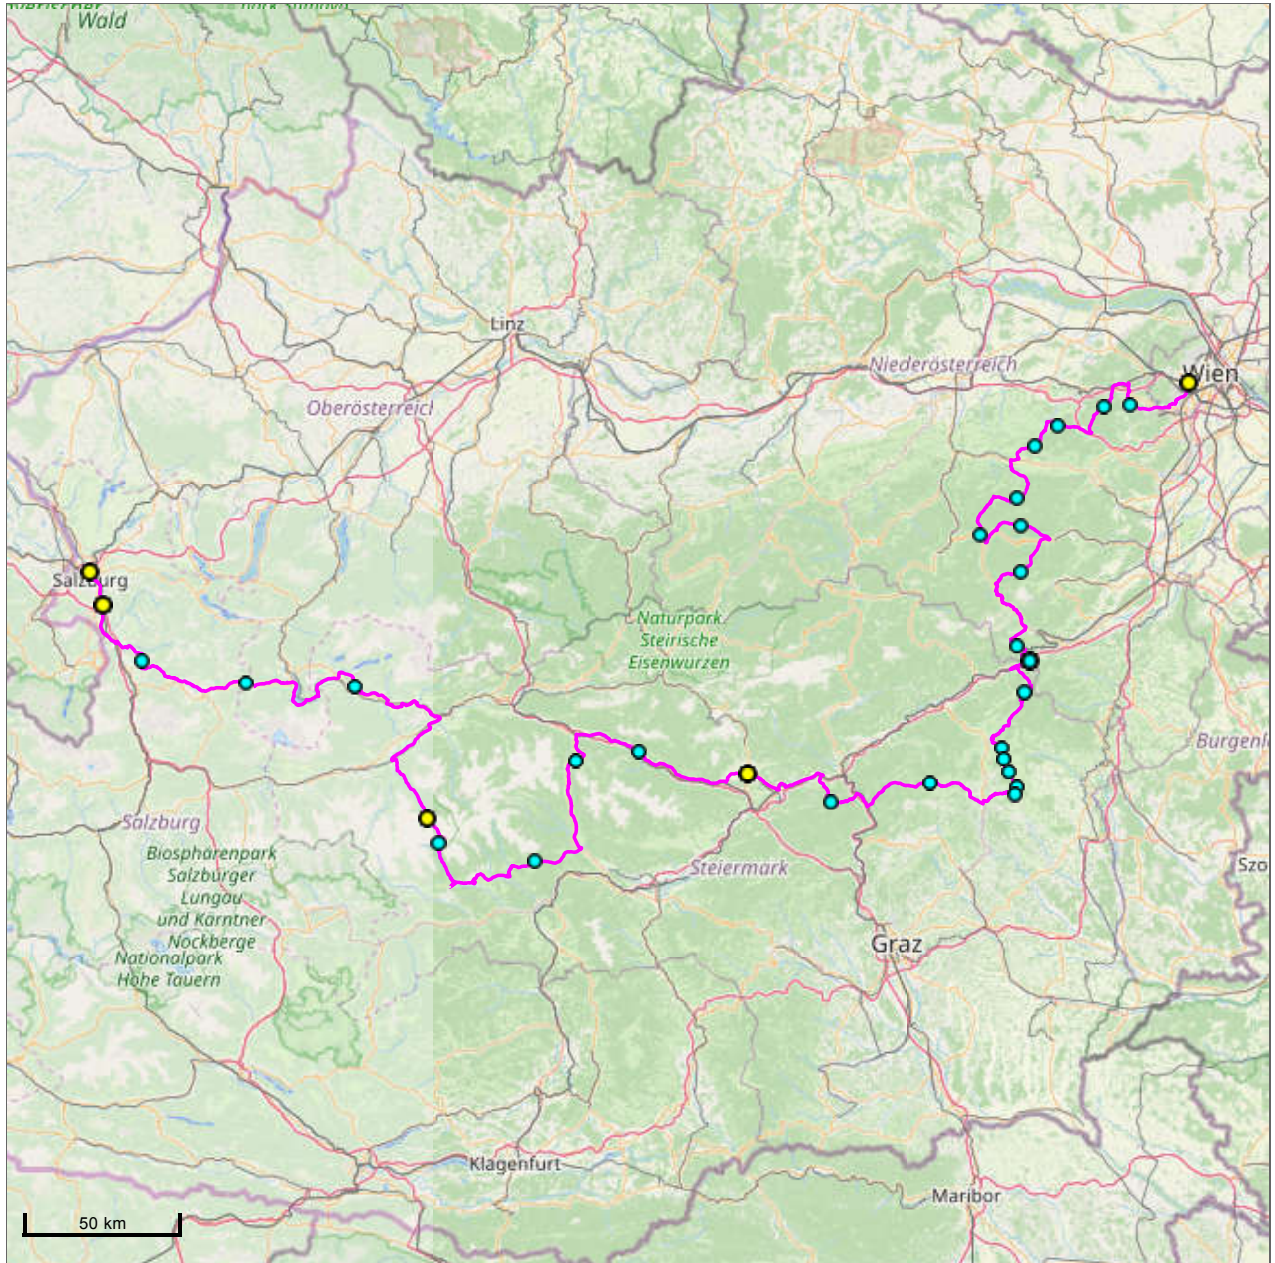 Wald
Linz
Niederösterreich
Wien
Oberösterreicl
Salzburg
Naturpark
Steirische
Eisenwurzen
Burgenl
Salzburg
Biosphärenpark
Salzburger
Lungau
und Kärntner
Nockberge
Nationalpark
Hohe Tauern
Steiermark
Szo
Graz
Klagenfurt
Maribor
50 km